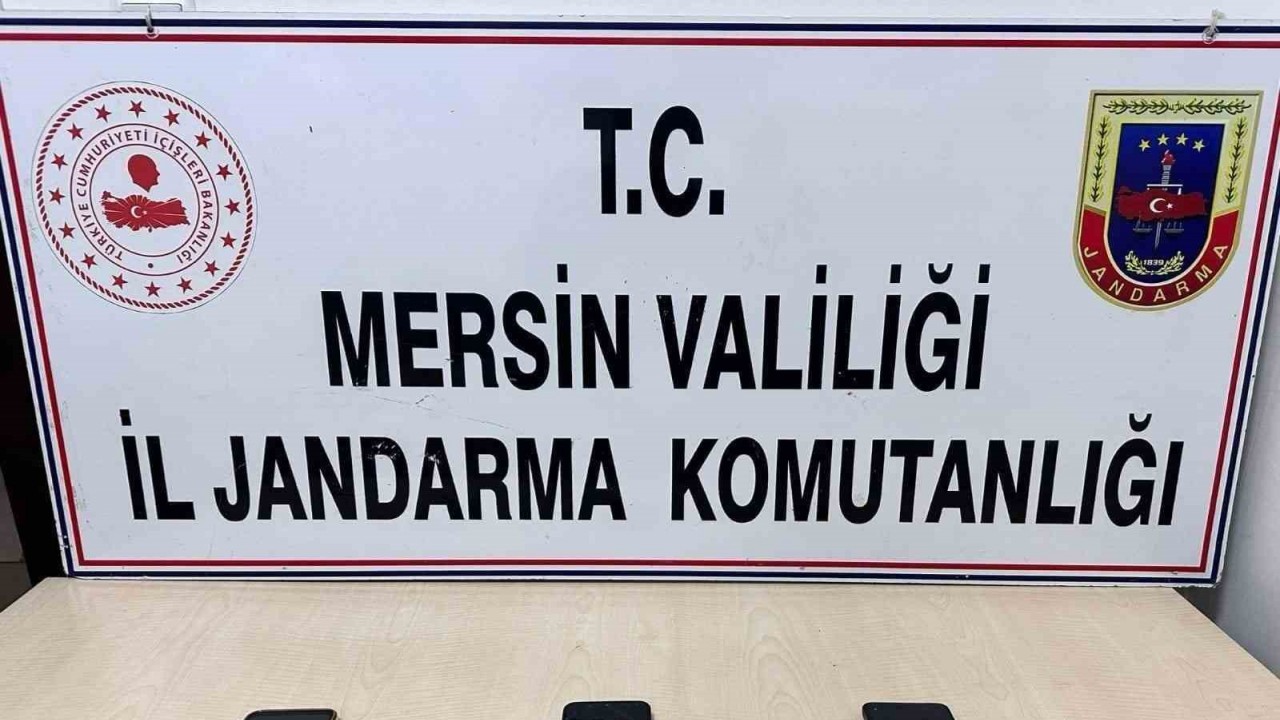 T.C.
MERSİN VALİLİĞİ
İL JANDARMA KOMUTANLIĞI
TÜRKİYE CUMHURİYETİ İÇİŞLERİ BAKANLIĞI
1839
JANDARMA